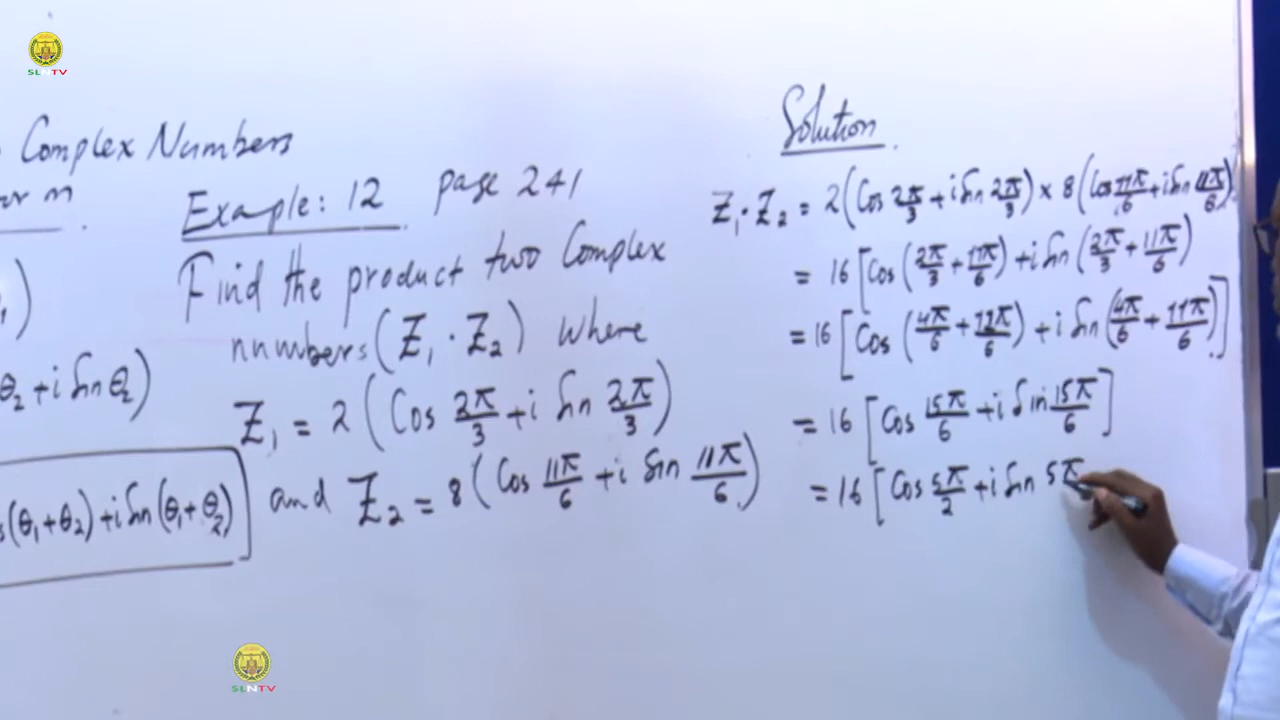 SLNTV
Complex Numbers
Exaple: 12 page 241
Find the product two Complex
numbers (Z₁ · Z₂) where
Z₁ = 2 (Cos 2π/3 + i Sin 2π/3)
and Z₂ = 8 (Cos 11π/6 + i Sin 11π/6)
θ₂ + i Sin θ₂)
(θ₁+θ₂) + i Sin (θ₁+θ₂)
Solution
Z₁ · Z₂ = 2(Cos 2π/3 + i Sin 2π/3) × 8(Cos 11π/6 + i Sin 11π/6)
= 16 [Cos (2π/3 + 11π/6) + i Sin (2π/3 + 11π/6)
= 16 [Cos (4π/6 + 11π/6) + i Sin (4π/6 + 11π/6)]
= 16 [Cos 15π/6 + i Sin 15π/6]
= 16 [Cos 5π/2 + i Sin 5π
SLNTV